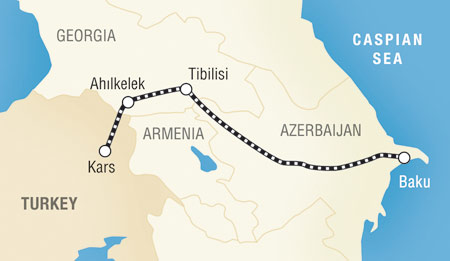 GEORGIA
CASPIAN
SEA
Ahılkelek
Tibilisi
ARMENIA
AZERBAIJAN
Kars
Baku
TURKEY